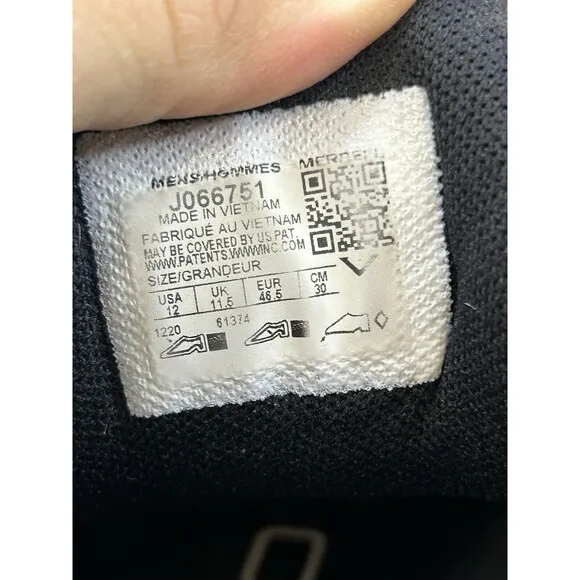 MENS/HOMMES MERRELL
J066751
MADE IN VIETNAM
FABRIQUÉ AU VIETNAM
MAY BE COVERED BY US.PAT.
WWW.PATENTS.WWWINC.COM
SIZE/GRANDEUR
USA UK EUR CM
12 11.5 46.5 30
1220 61374